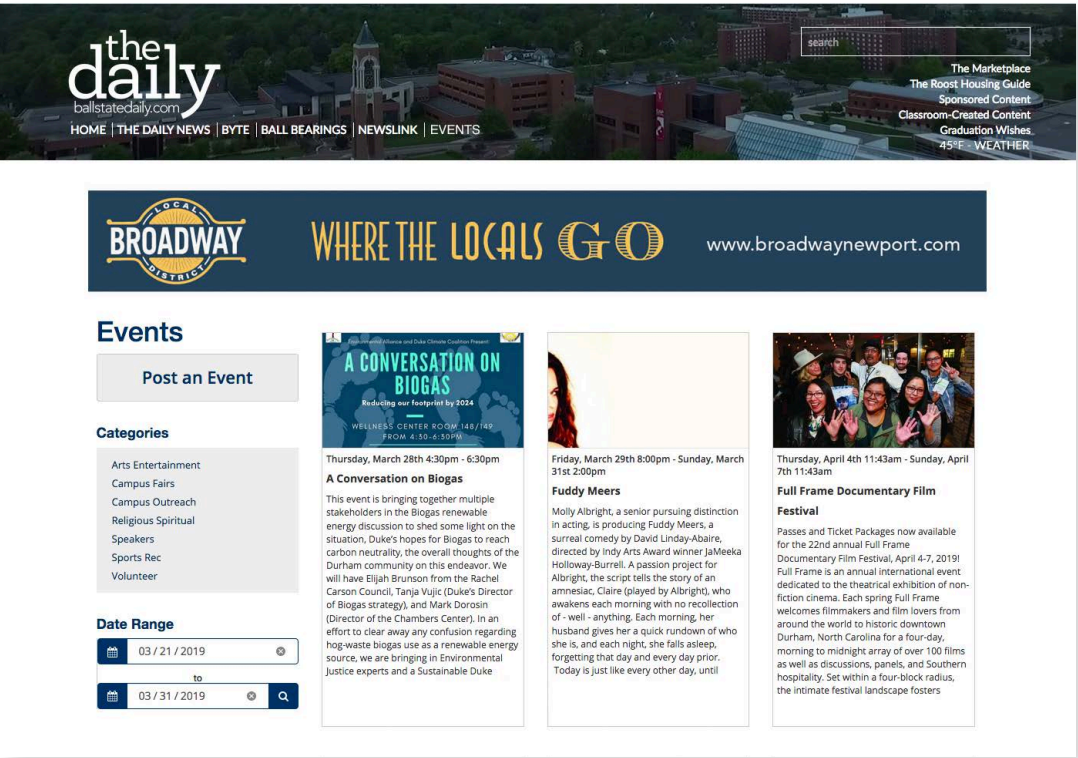 the
daily
ballstatedaily.com
HOME | THE DAILY NEWS | BYTE | BALL BEARINGS | NEWSLINK | EVENTS
search
The Marketplace
The Roost Housing Guide
Sponsored Content
Classroom-Created Content
Graduation Wishes
45°F - WEATHER
LOCAL
BROADWAY
DISTRICT
WHERE THE LOCALS GO
www.broadwaynewport.com
Events
Post an Event
Categories
Arts Entertainment
Campus Fairs
Campus Outreach
Religious Spiritual
Speakers
Sports Rec
Volunteer
Date Range
03 / 21 / 2019
to
03 / 31 / 2019
Environmental Alliance and Duke Climate Coalition Present:
A CONVERSATION ON
BIOGAS
Reducing our footprint by 2024
WELLNESS CENTER ROOM 148/149
FROM 4:30-6:30PM
Thursday, March 28th 4:30pm - 6:30pm
A Conversation on Biogas
This event is bringing together multiple
stakeholders in the Biogas renewable
energy discussion to shed some light on the
situation, Duke's hopes for Biogas to reach
carbon neutrality, the overall thoughts of the
Durham community on this endeavor. We
will have Elijah Brunson from the Rachel
Carson Council, Tanja Vujic (Duke's Director
of Biogas strategy), and Mark Dorosin
(Director of the Chambers Center). In an
effort to clear away any confusion regarding
hog-waste biogas use as a renewable energy
source, we are bringing in Environmental
Justice experts and a Sustainable Duke
Friday, March 29th 8:00pm - Sunday, March
31st 2:00pm
Fuddy Meers
Molly Albright, a senior pursuing distinction
in acting, is producing Fuddy Meers, a
surreal comedy by David Linday-Abaire,
directed by Indy Arts Award winner JaMeeka
Holloway-Burrell. A passion project for
Albright, the script tells the story of an
amnesiac, Claire (played by Albright), who
awakens each morning with no recollection
of - well - anything. Each morning, her
husband gives her a quick rundown of who
she is, and each night, she falls asleep,
forgetting that day and every day prior.
Today is just like every other day, until
Thursday, April 4th 11:43am - Sunday, April
7th 11:43am
Full Frame Documentary Film
Festival
Passes and Ticket Packages now available
for the 22nd annual Full Frame
Documentary Film Festival, April 4-7, 2019!
Full Frame is an annual international event
dedicated to the theatrical exhibition of non-
fiction cinema. Each spring Full Frame
welcomes filmmakers and film lovers from
around the world to historic downtown
Durham, North Carolina for a four-day,
morning to midnight array of over 100 films
as well as discussions, panels, and Southern
hospitality. Set within a four-block radius,
the intimate festival landscape fosters